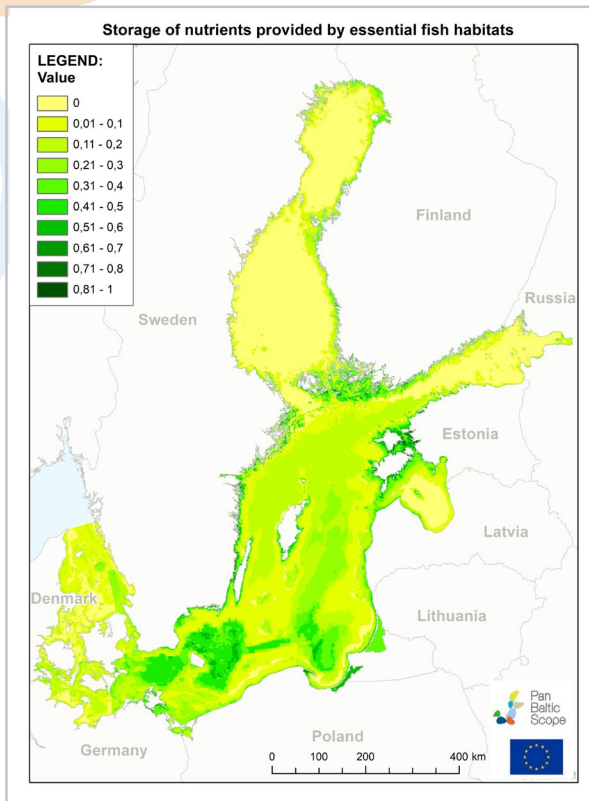 Storage of nutrients provided by essential fish habitats
LEGEND:
Value
0
0,01 - 0,1
0,11 - 0,2
0,21 - 0,3
0,31 - 0,4
0,41 - 0,5
0,51 - 0,6
0,61 - 0,7
0,71 - 0,8
0,81 - 1
Finland
Russia
Sweden
Estonia
Latvia
Denmark
Lithuania
Germany
Poland
0 100 200 400 km
Pan
Baltic
Scope